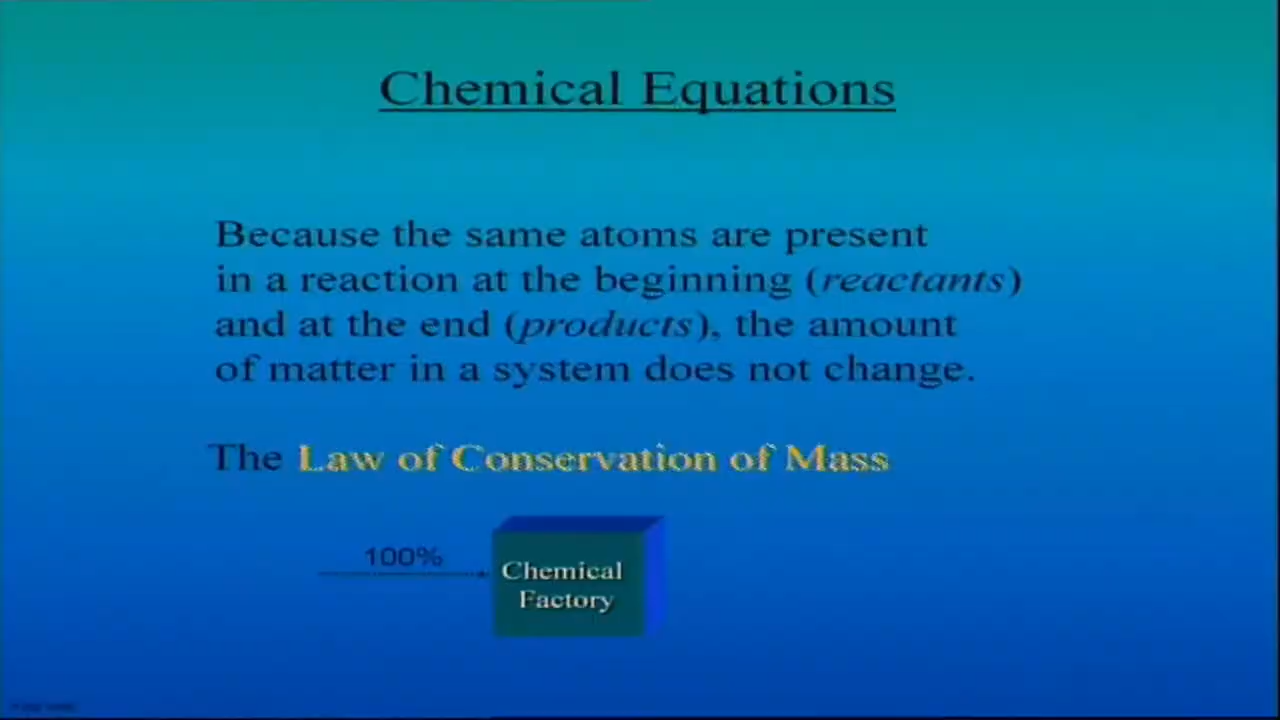 Chemical Equations
Because the same atoms are present
in a reaction at the beginning (reactants)
and at the end (products), the amount
of matter in a system does not change.
The Law of Conservation of Mass
100%
Chemical
Factory